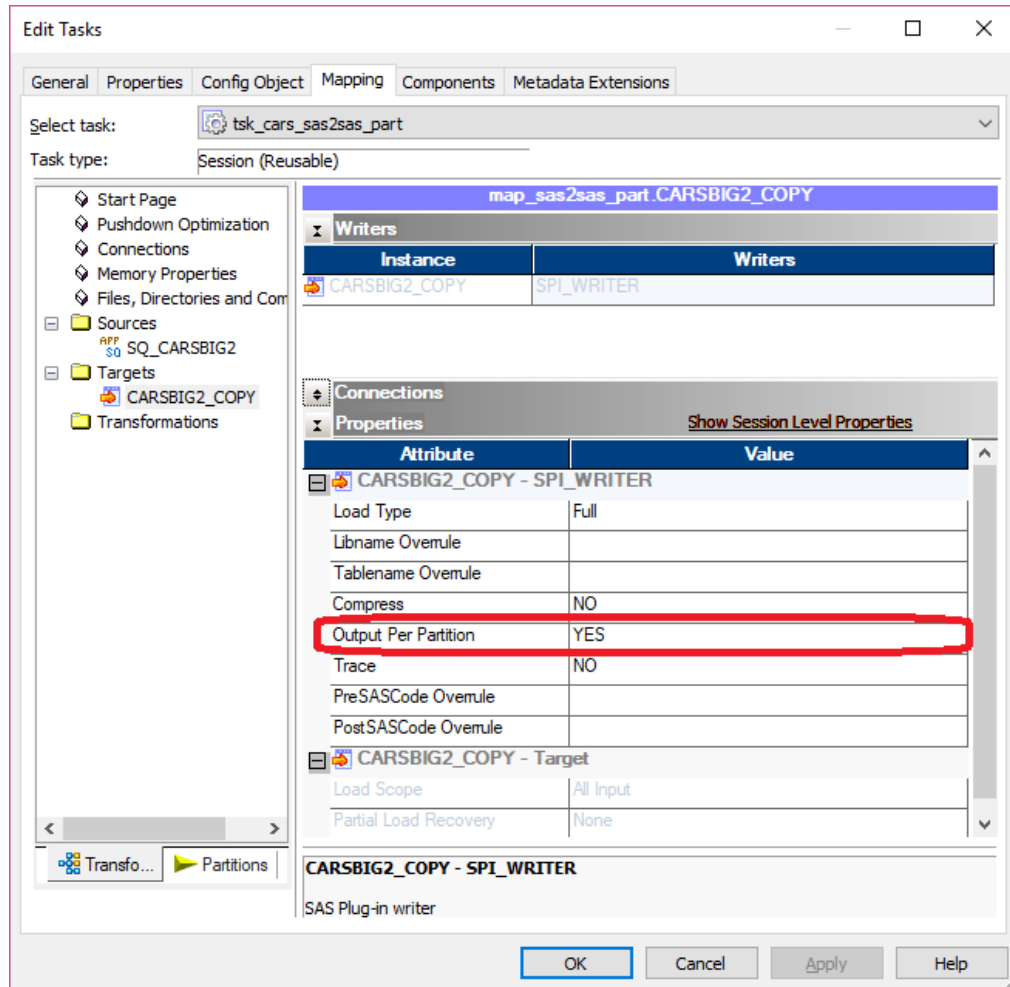 Edit Tasks
General Properties Config Object Mapping Components Metadata Extensions
Select task: tsk_cars_sas2sas_part
Task type: Session (Reusable)
Start Page
Pushdown Optimization
Connections
Memory Properties
Files, Directories and Com
Sources
APP SQ SQ_CARSBIG2
Targets
CARSBIG2_COPY
Transformations
Transfo... Partitions
map_sas2sas_part.CARSBIG2_COPY
Writers
Instance Writers
CARSBIG2_COPY SPI_WRITER
Connections
Properties Show Session Level Properties
Attribute Value
CARSBIG2_COPY - SPI_WRITER
Load Type Full
Libname Overrule
Tablename Overrule
Compress NO
Output Per Partition YES
Trace NO
PreSASCode Overrule
PostSASCode Overrule
CARSBIG2_COPY - Target
Load Scope All Input
Partial Load Recovery None
CARSBIG2_COPY - SPI_WRITER
SAS Plug-in writer
OK Cancel Apply Help